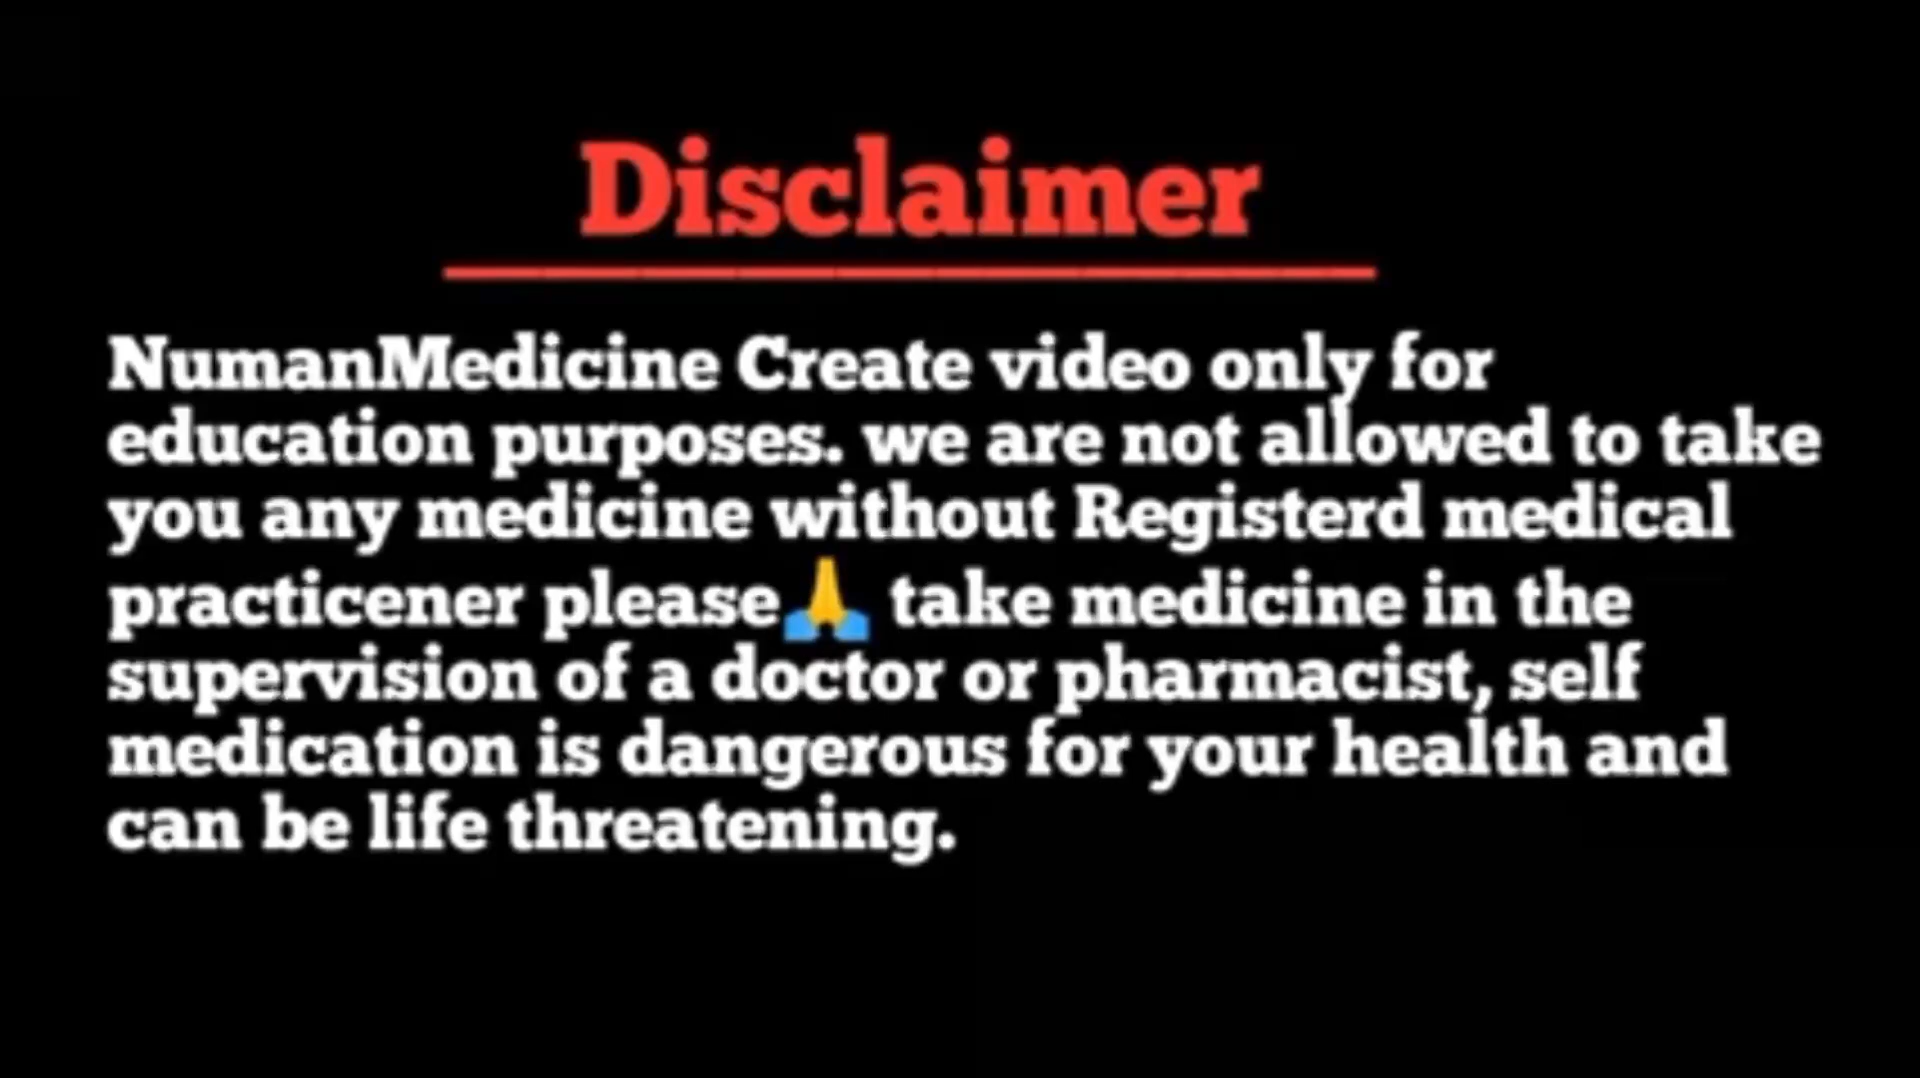 Disclaimer
NumanMedicine Create video only for
education purposes. we are not allowed to take
you any medicine without Registerd medical
practicener please🙏 take medicine in the
supervision of a doctor or pharmacist, self
medication is dangerous for your health and
can be life threatening.